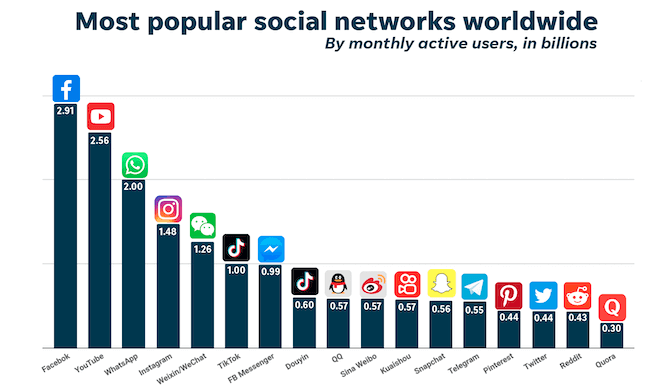 Most popular social networks worldwide
By monthly active users, in billions
2.91
2.56
2.00
1.48
1.26
1.00
0.99
0.60
0.57
0.57
0.57
0.56
0.55
0.44
0.44
0.43
0.30
Facebok
YouTube
WhatsApp
Instagram
Weixin/WeChat
TikTok
FB Messenger
Douyin
QQ
Sina Weibo
Kuaishou
Snapchat
Telegram
Pinterest
Twitter
Reddit
Quora